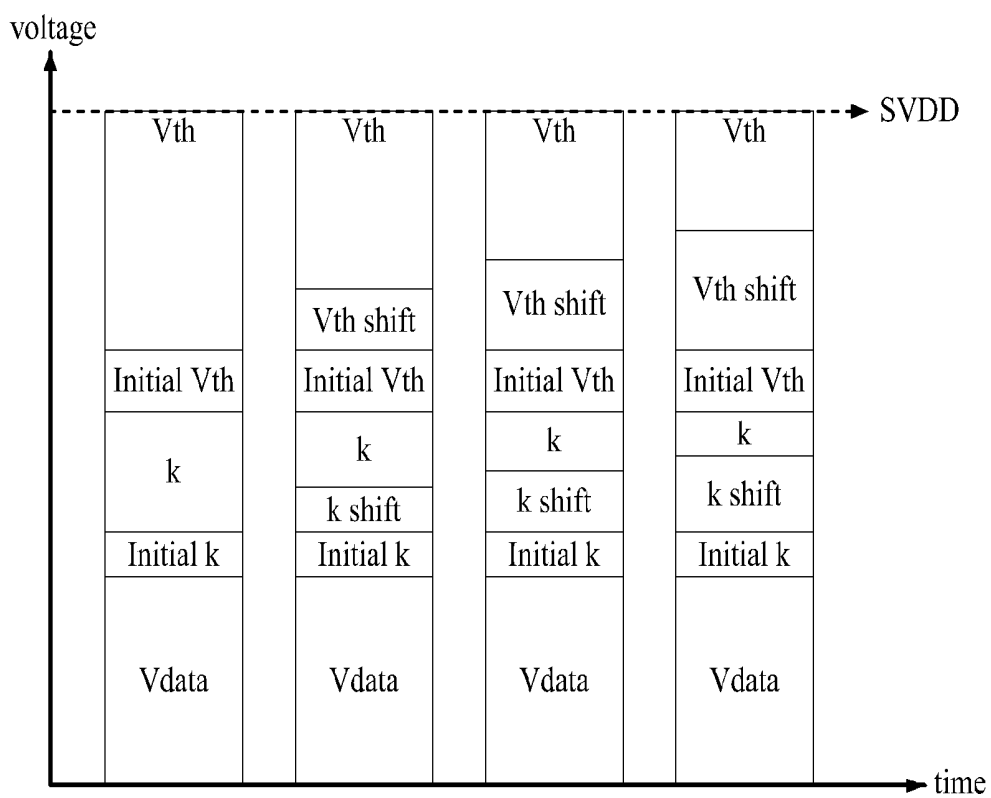 voltage
SVDD
Vth
Vth
Vth
Vth
Vth shift
Vth shift
Vth shift
Initial Vth
Initial Vth
Initial Vth
Initial Vth
k
k
k
k
k shift
k shift
k shift
Initial k
Initial k
Initial k
Initial k
Vdata
Vdata
Vdata
Vdata
time